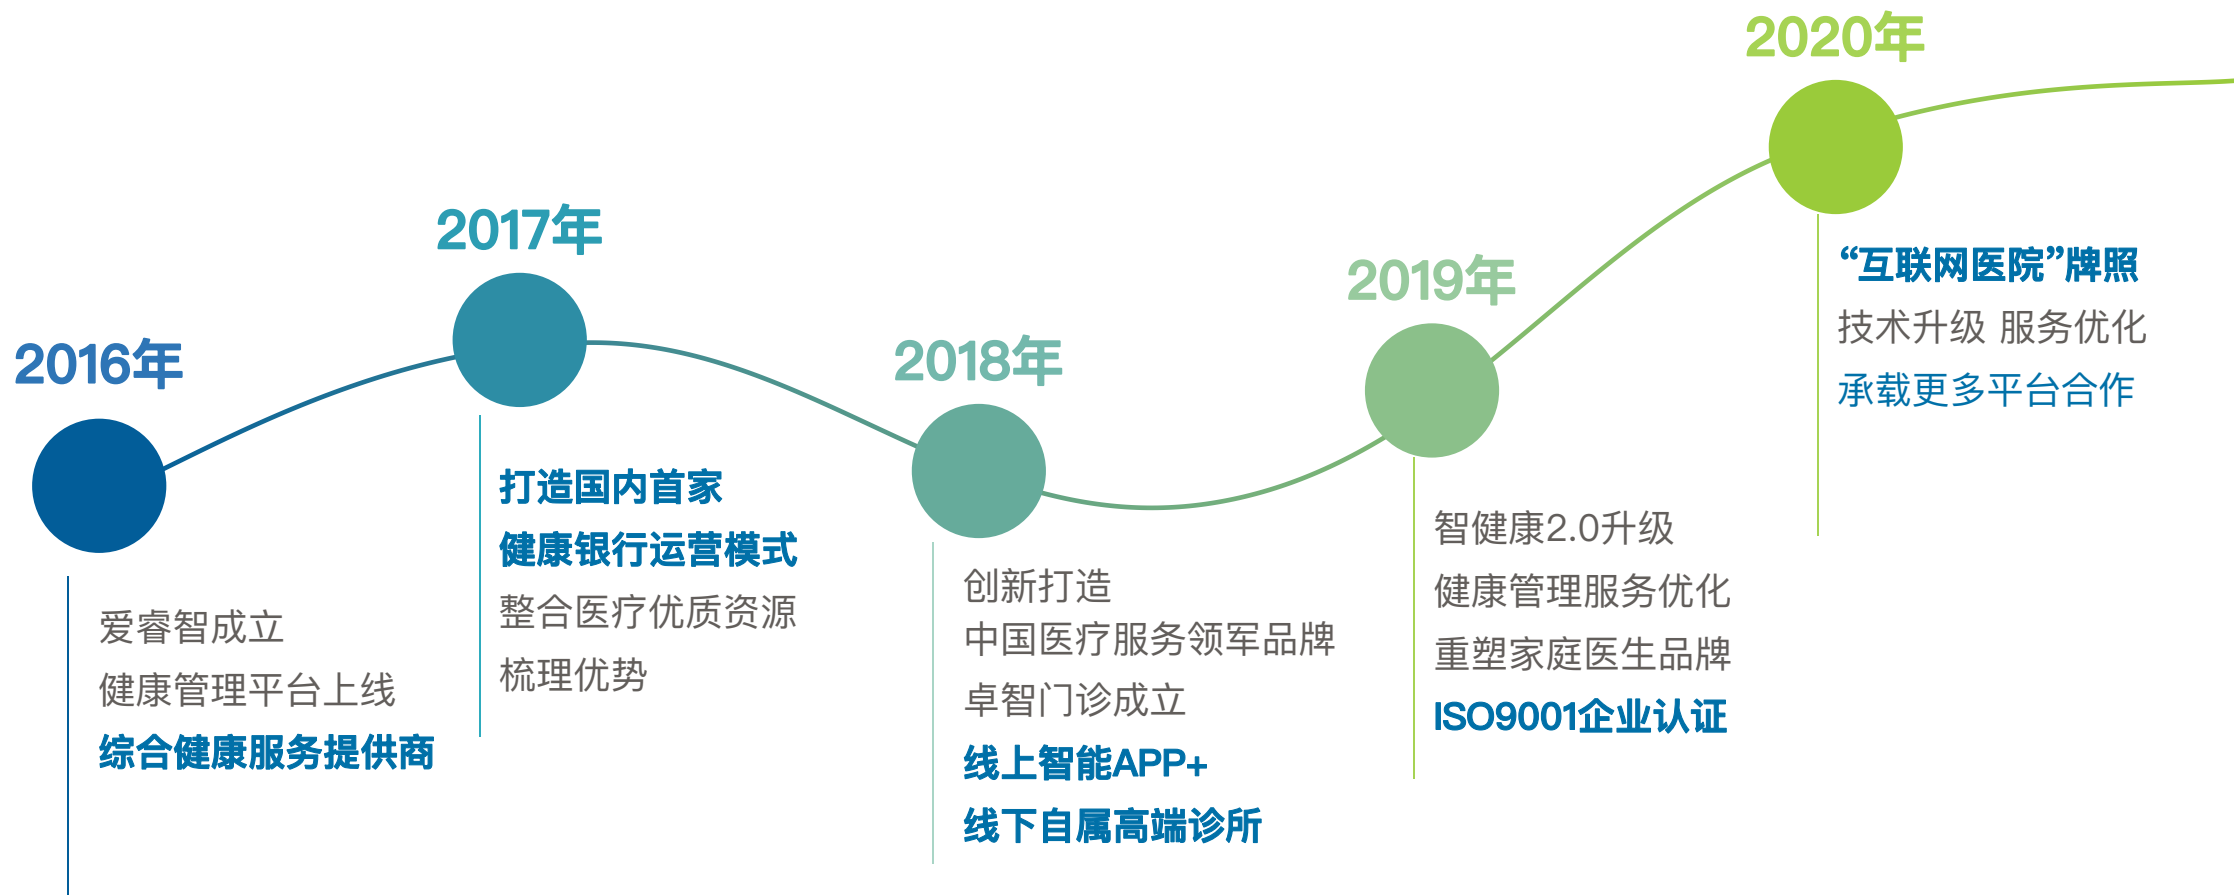 2016年
爱睿智成立
健康管理平台上线
综合健康服务提供商
2017年
打造国内首家
健康银行运营模式
整合医疗优质资源
梳理优势
2018年
创新打造
中国医疗服务领军品牌
卓智门诊成立
线上智能APP+
线下自属高端诊所
2019年
智健康2.0升级
健康管理服务优化
重塑家庭医生品牌
ISO9001企业认证
2020年
“互联网医院”牌照
技术升级 服务优化
承载更多平台合作